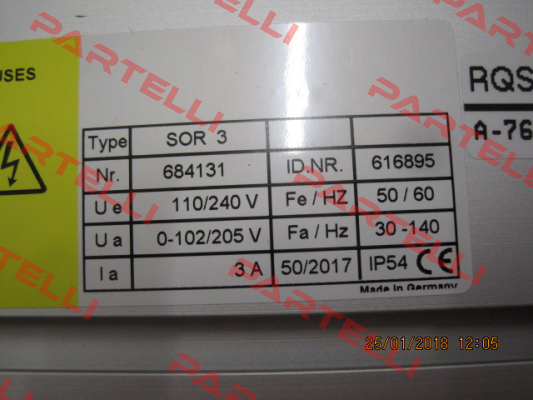 USES
RQS
A-76
Type SOR 3
Nr. 684131 ID.NR. 616895
U e 110/240 V Fe / HZ 50 / 60
U a 0-102/205 V Fa / Hz 30 -140
I a 3 A 50/2017 IP54 CE
Made in Germany
25/01/2018 12:05
PARTELLI
PARTELLI
PARTELLI
PARTELLI
PARTELLI
PARTELLI